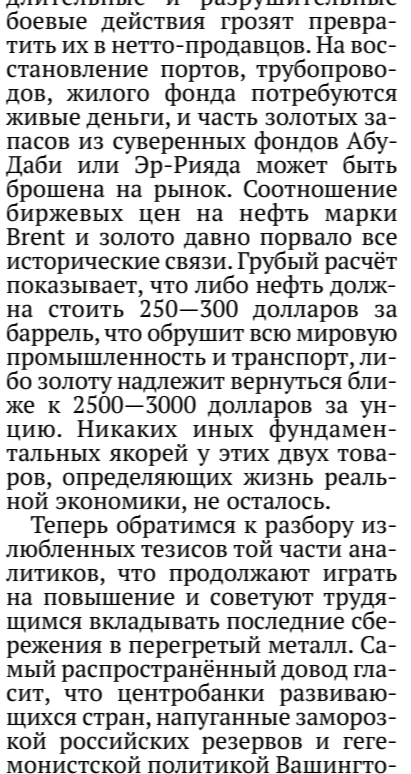 длительные и разрушительные
боевые действия грозят превра-
тить их в нетто-продавцов. На вос-
становление портов, трубопрово-
дов, жилого фонда потребуются
живые деньги, и часть золотых за-
пасов из суверенных фондов Абу-
Даби или Эр-Рияда может быть
брошена на рынок. Соотношение
биржевых цен на нефть марки
Brent и золото давно порвало все
исторические связи. Грубый расчёт
показывает, что либо нефть долж-
на стоить 250—300 долларов за
баррель, что обрушит всю мировую
промышленность и транспорт, ли-
бо золоту надлежит вернуться бли-
же к 2500—3000 долларов за ун-
цию. Никаких иных фундамен-
тальных якорей у этих двух това-
ров, определяющих жизнь реаль-
ной экономики, не осталось.
Теперь обратимся к разбору из-
любленных тезисов той части ана-
литиков, что продолжают играть
на повышение и советуют трудя-
щимся вкладывать последние сбе-
режения в перегретый металл. Са-
мый распространённый довод гла-
сит, что центробанки развиваю-
щихся стран, напуганные замороз-
кой российских резервов и геге-
монистской политикой Вашингто-